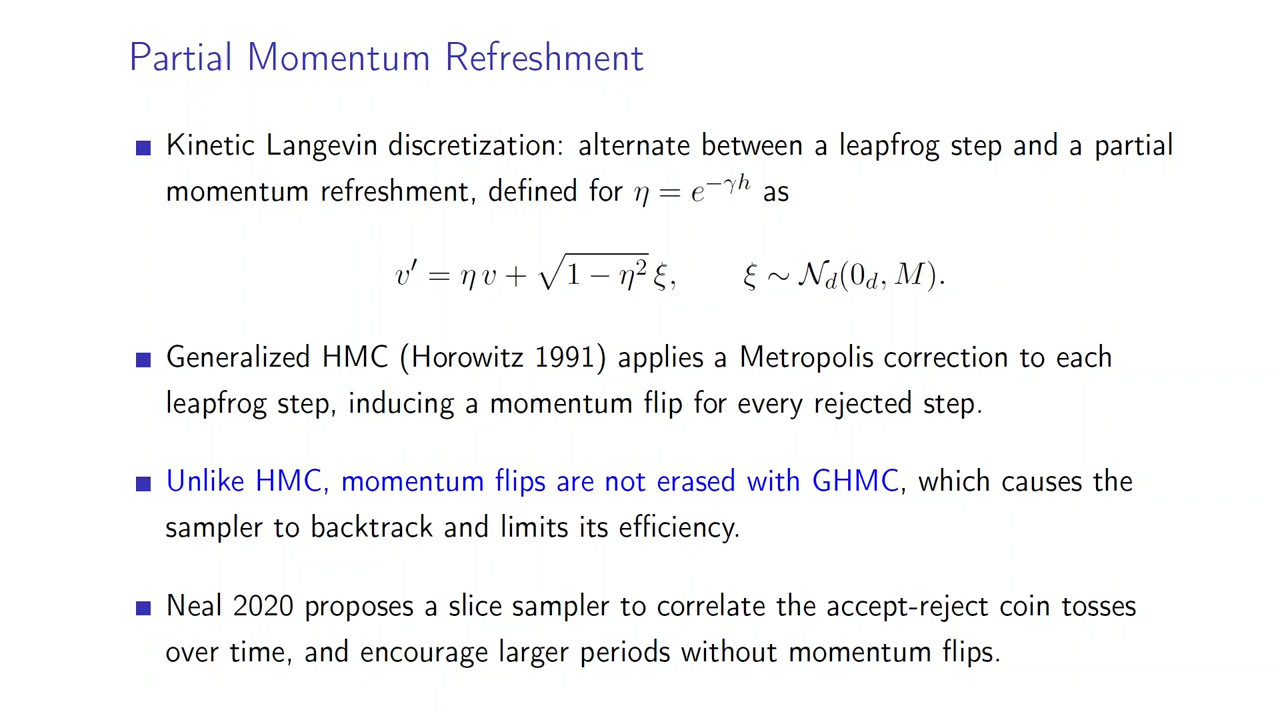 Partial Momentum Refreshment
Kinetic Langevin discretization: alternate between a leapfrog step and a partial
momentum refreshment, defined for η = e^{−γh} as
v′ = η v + √(1 − η²) ξ,   ξ ∼ 𝒩_d(0_d, M).
Generalized HMC (Horowitz 1991) applies a Metropolis correction to each
leapfrog step, inducing a momentum flip for every rejected step.
Unlike HMC, momentum flips are not erased with GHMC, which causes the
sampler to backtrack and limits its efficiency.
Neal 2020 proposes a slice sampler to correlate the accept-reject coin tosses
over time, and encourage larger periods without momentum flips.